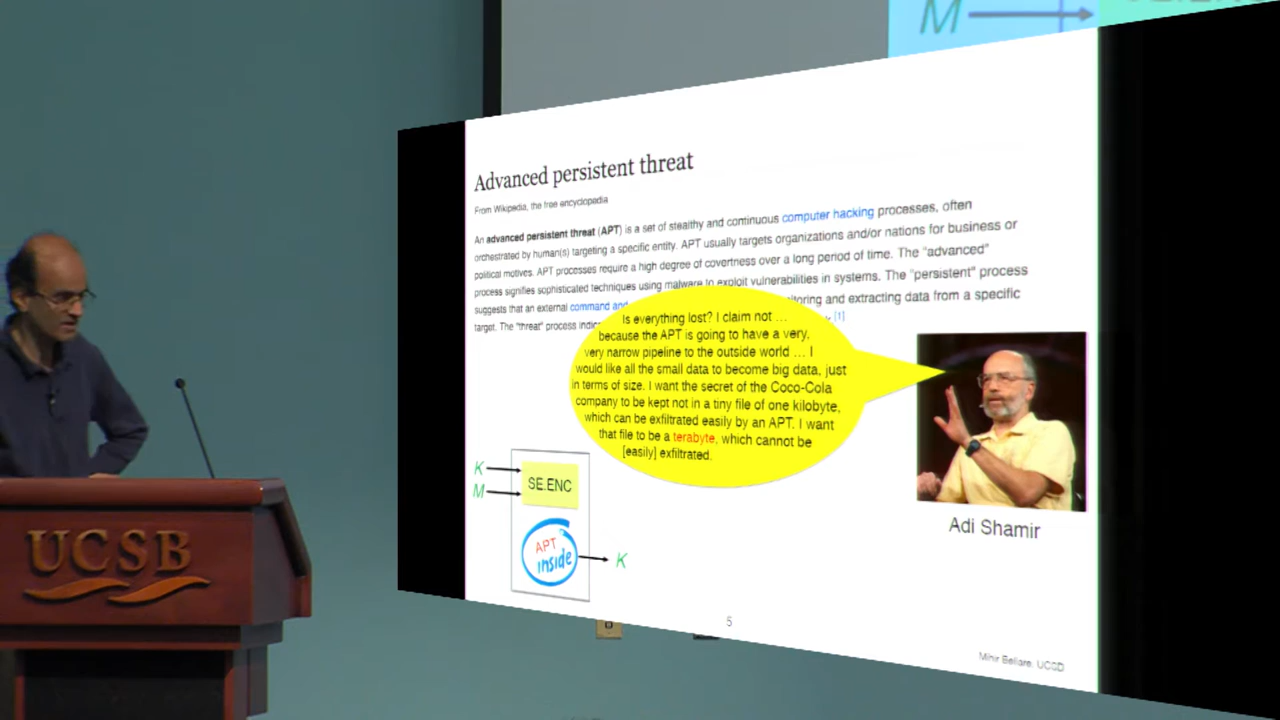 M
Advanced persistent threat
From Wikipedia, the free encyclopedia
An advanced persistent threat (APT) is a set of stealthy and continuous computer hacking processes, often
orchestrated by human(s) targeting a specific entity. APT usually targets organizations and/or nations for business or
political motives. APT processes require a high degree of covertness over a long period of time. The "advanced"
process signifies sophisticated techniques using malware to exploit vulnerabilities in systems. The "persistent" process
suggests that an external command and itoring and extracting data from a specific
target. The "threat" process indic [1]
Is everything lost? I claim not ...
because the APT is going to have a very,
very narrow pipeline to the outside world ... I
would like all the small data to become big data, just
in terms of size. I want the secret of the Coco-Cola
company to be kept not in a tiny file of one kilobyte,
which can be exfiltrated easily by an APT. I want
that file to be a terabyte, which cannot be
[easily] exfiltrated.
K
M
SE.ENC
APT
inside
K
Adi Shamir
5
Mihir Bellare, UCSD
UCSB